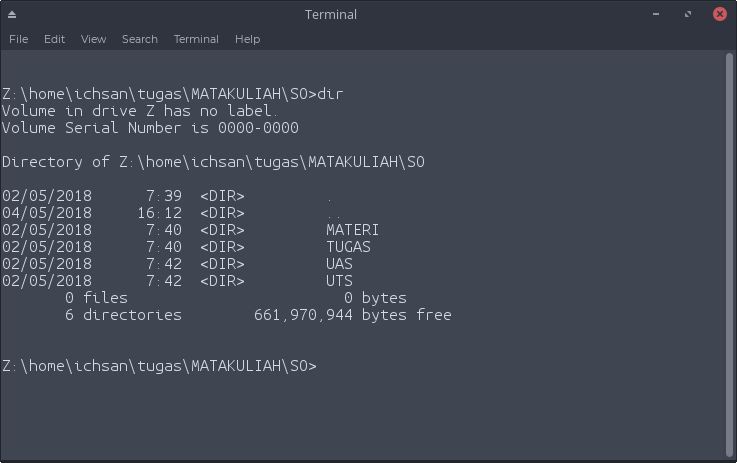 Terminal
File Edit View Search Terminal Help
Z:\home\ichsan\tugas\MATAKULIAH\SO>dir
Volume in drive Z has no label.
Volume Serial Number is 0000-0000
Directory of Z:\home\ichsan\tugas\MATAKULIAH\SO
02/05/2018      7:39  <DIR>         .
04/05/2018     16:12  <DIR>         ..
02/05/2018      7:40  <DIR>         MATERI
02/05/2018      7:40  <DIR>         TUGAS
02/05/2018      7:42  <DIR>         UAS
02/05/2018      7:42  <DIR>         UTS
       0 files                        0 bytes
       6 directories        661,970,944 bytes free
Z:\home\ichsan\tugas\MATAKULIAH\SO>